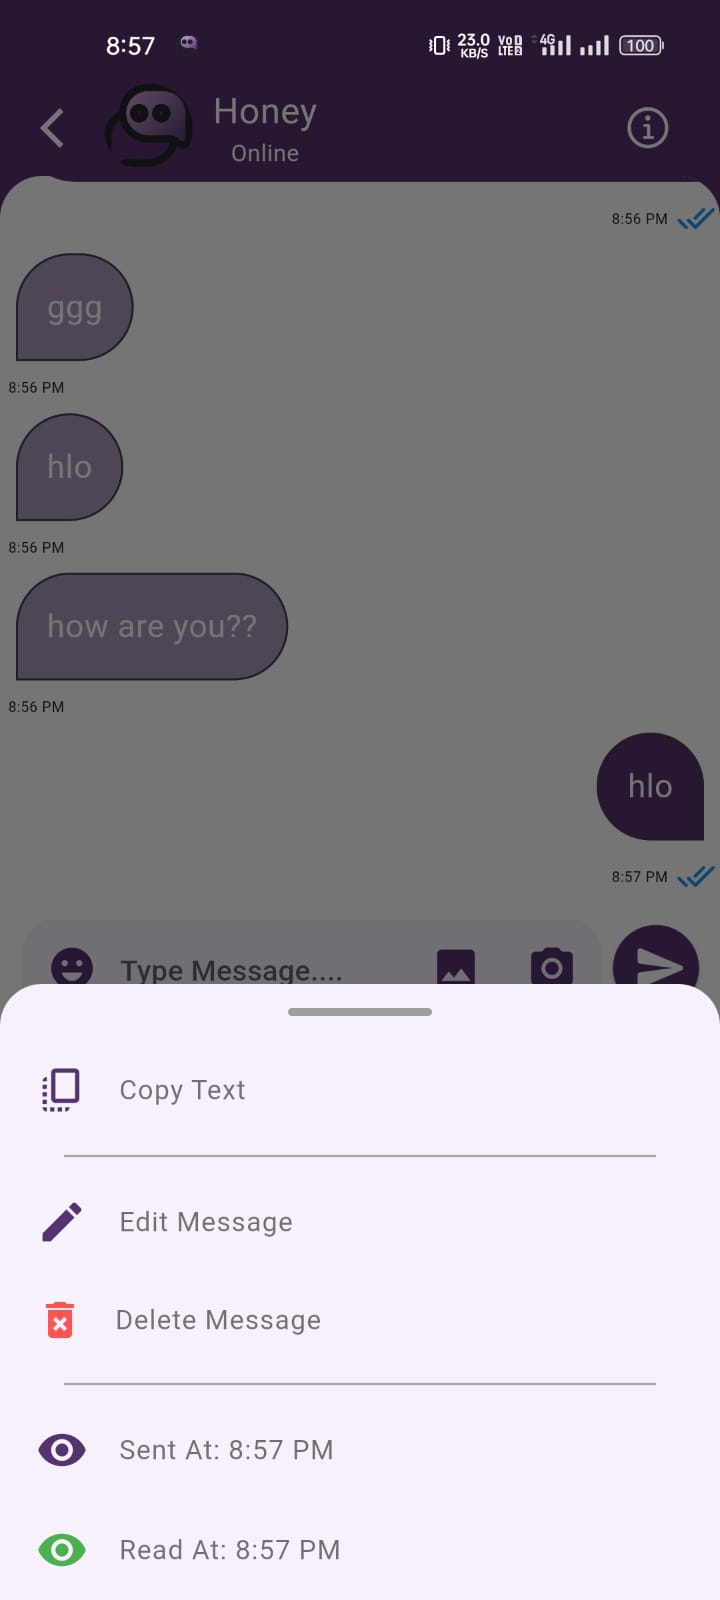 8:57
23.0 KB/S
VoD LTE2
4G
100
Honey
Online
8:56 PM
ggg
8:56 PM
hlo
8:56 PM
how are you??
8:56 PM
hlo
8:57 PM
Type Message....
Copy Text
Edit Message
Delete Message
Sent At: 8:57 PM
Read At: 8:57 PM